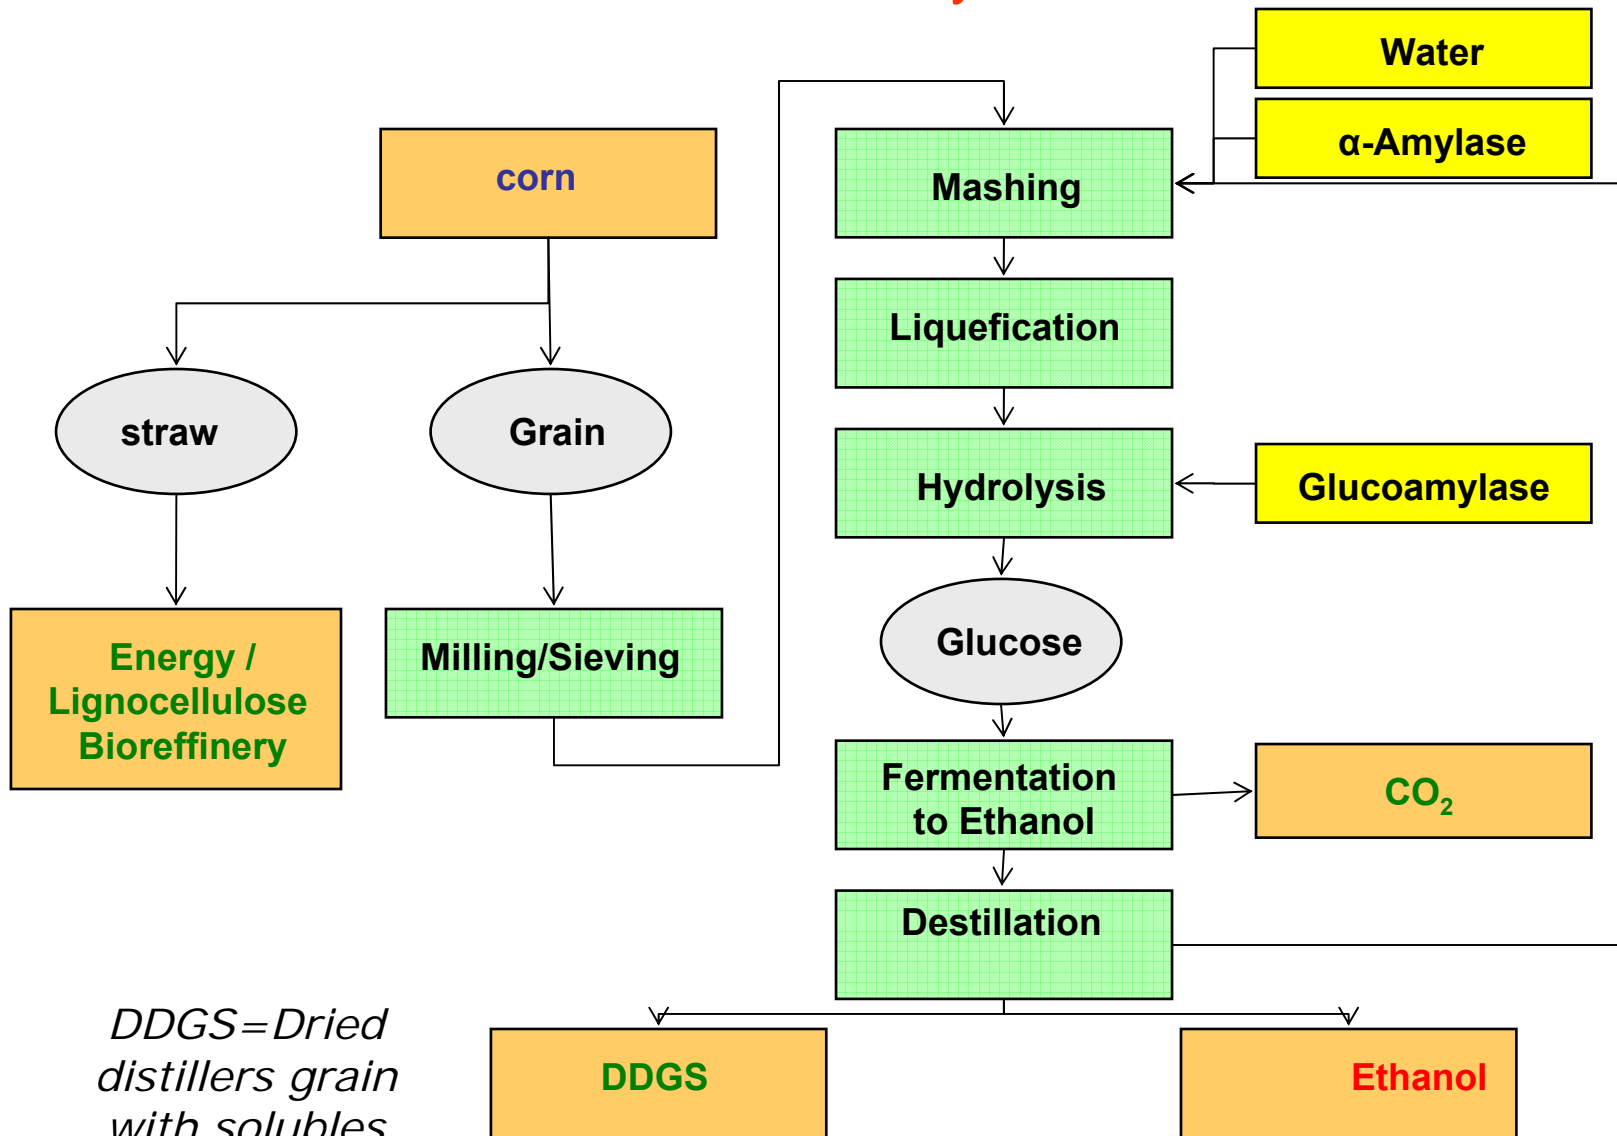 Water
α-Amylase
corn
Mashing
Liquefication
straw
Grain
Hydrolysis
Glucoamylase
Energy /
Lignocellulose
Bioreffinery
Milling/Sieving
Glucose
Fermentation
to Ethanol
CO₂
Destillation
DDGS=Dried
distillers grain
with solubles
DDGS
Ethanol